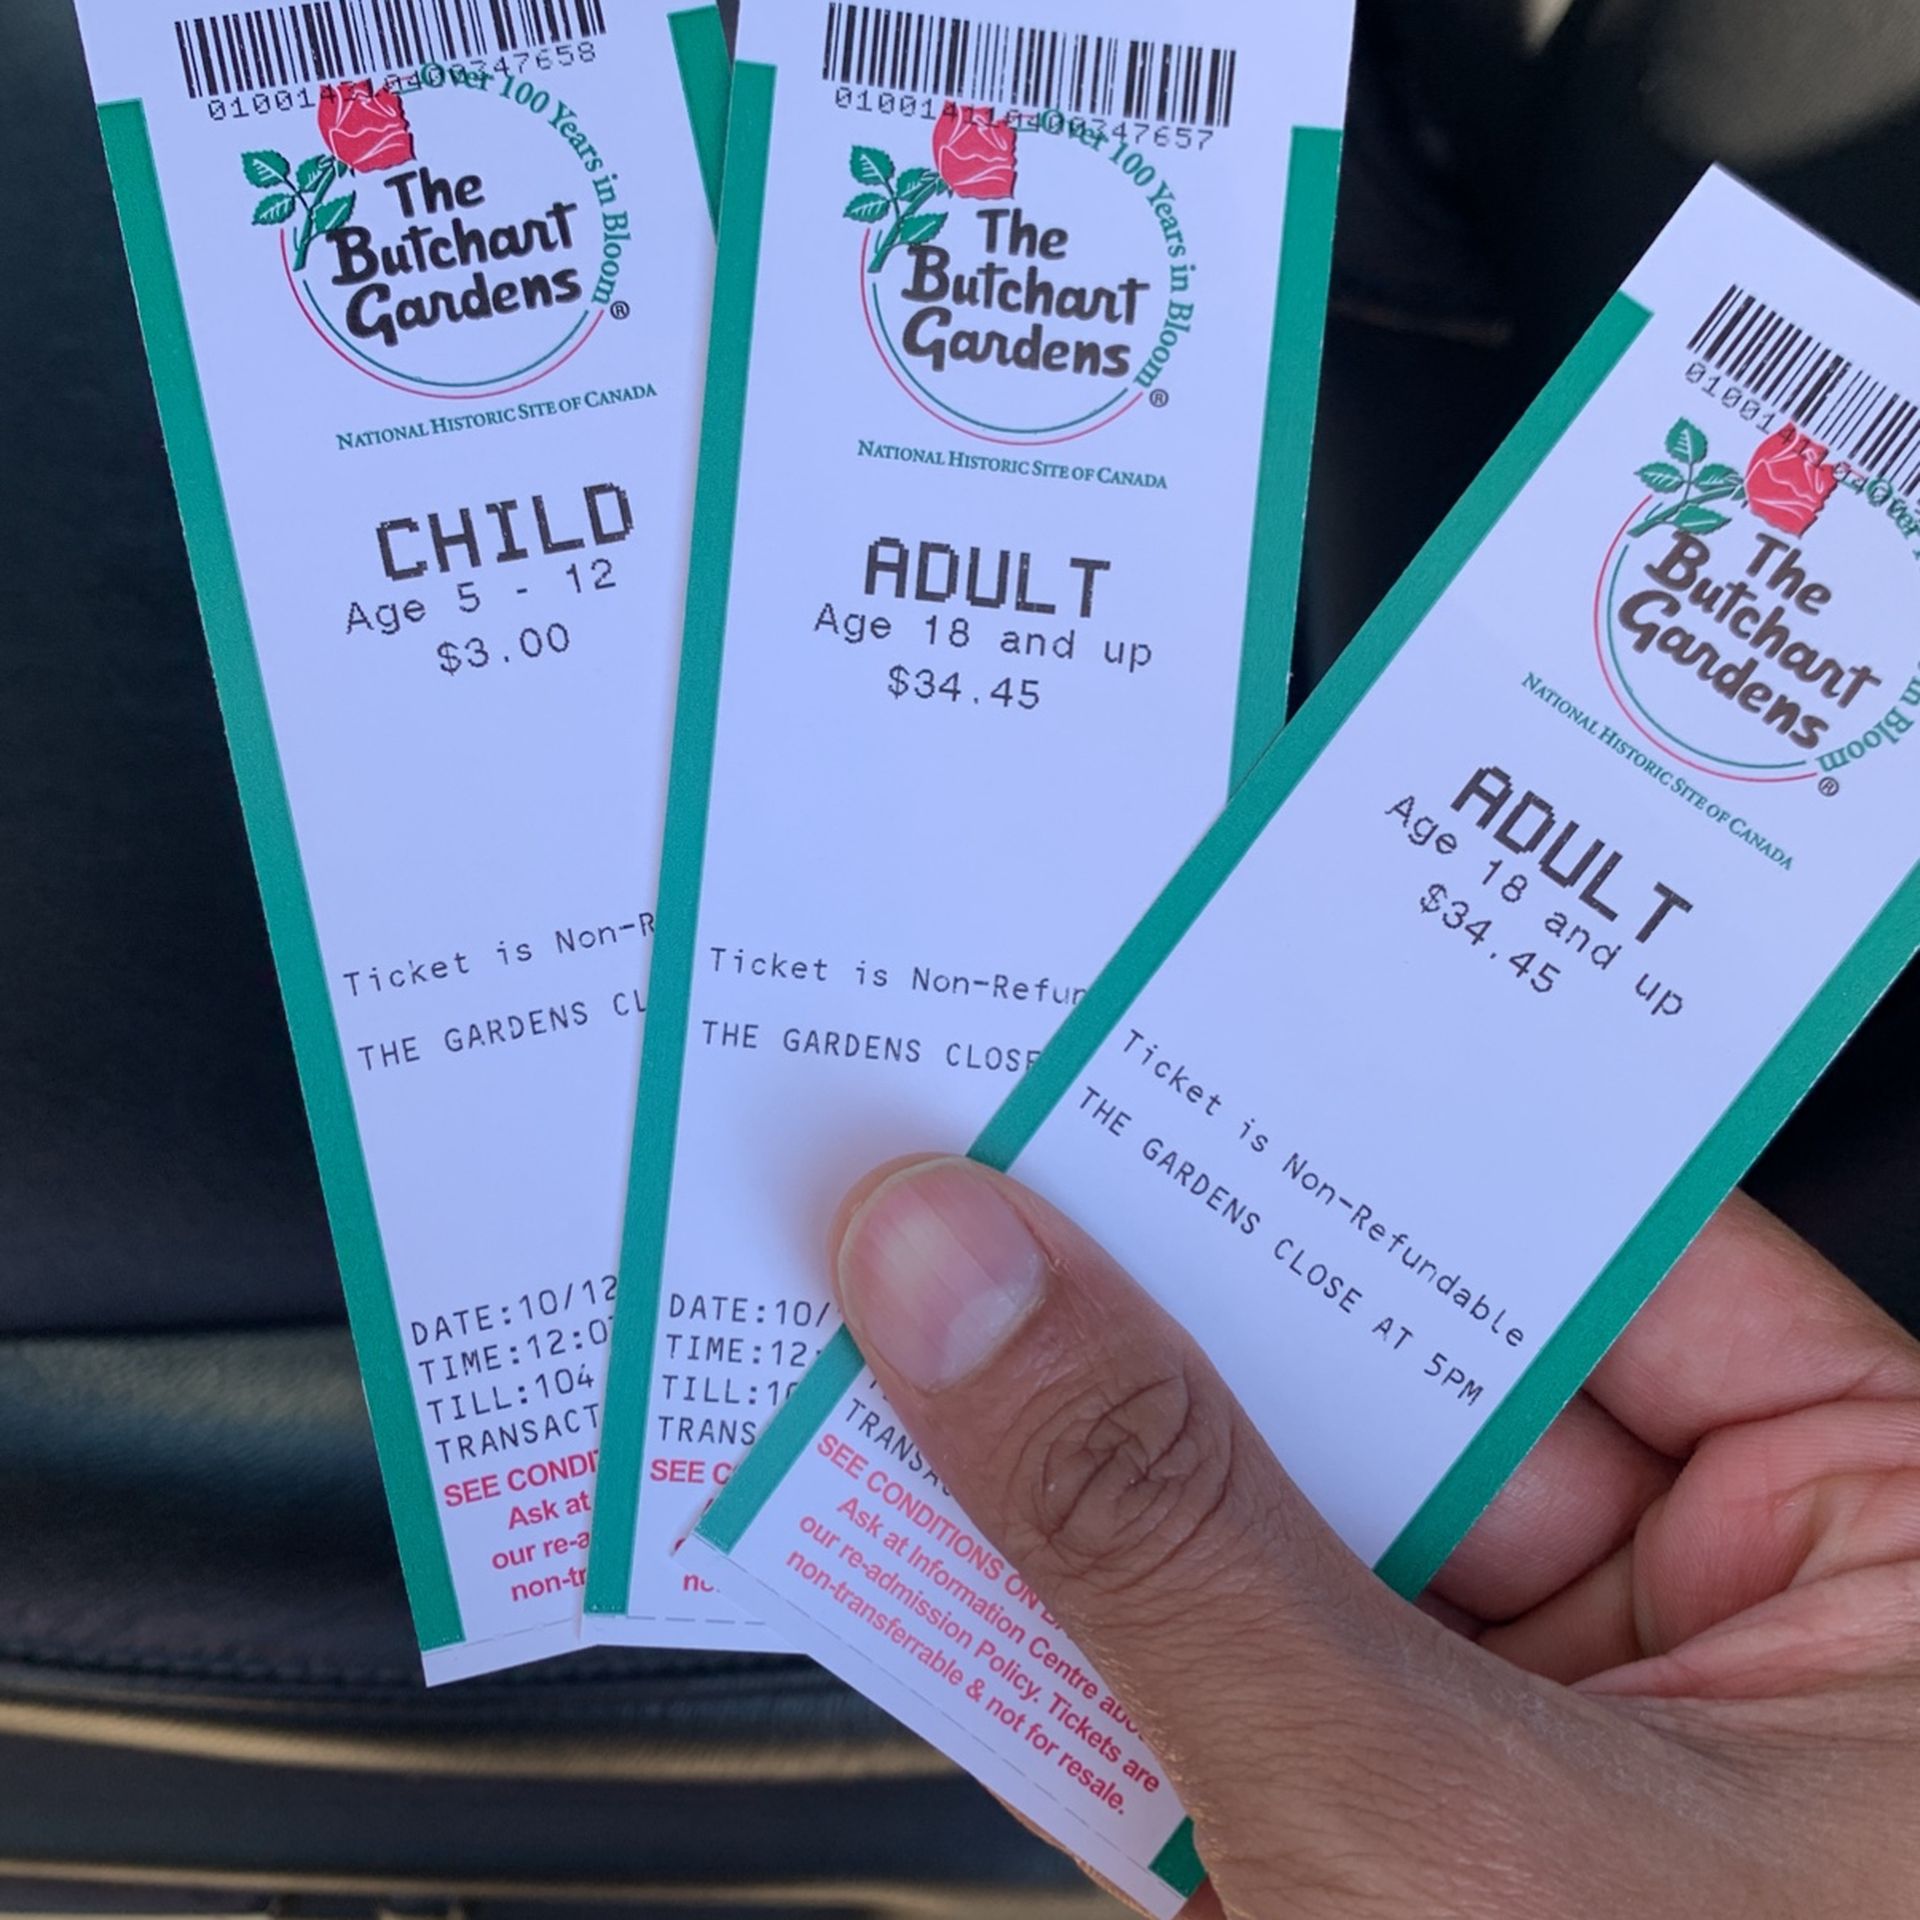 The
Butchart
Gardens
Over 100 Years in Bloom®
NATIONAL HISTORIC SITE OF CANADA
CHILD
Age 5 - 12
$3.00
Ticket is Non-R
THE GARDENS CL
DATE:10/12
TIME:12:0
TILL:104
TRANSACT
SEE CONDI
Ask at
our re-a
non-tr
The
Butchart
Gardens
Over 100 Years in Bloom®
NATIONAL HISTORIC SITE OF CANADA
ADULT
Age 18 and up
$34.45
Ticket is Non-Refun
THE GARDENS CLOSE
DATE:10/
TIME:12:
TILL:10
TRANS
SEE C
The
Butchart
Gardens
Over
in Bloom®
NATIONAL HISTORIC SITE OF CANADA
ADULT
Age 18 and up
$34.45
Ticket is Non-Refundable
THE GARDENS CLOSE AT 5PM
TRANSA
SEE CONDITIONS ON
Ask at Information Centre
our re-admission Policy. Tickets are
non-transferrable & not for resale.